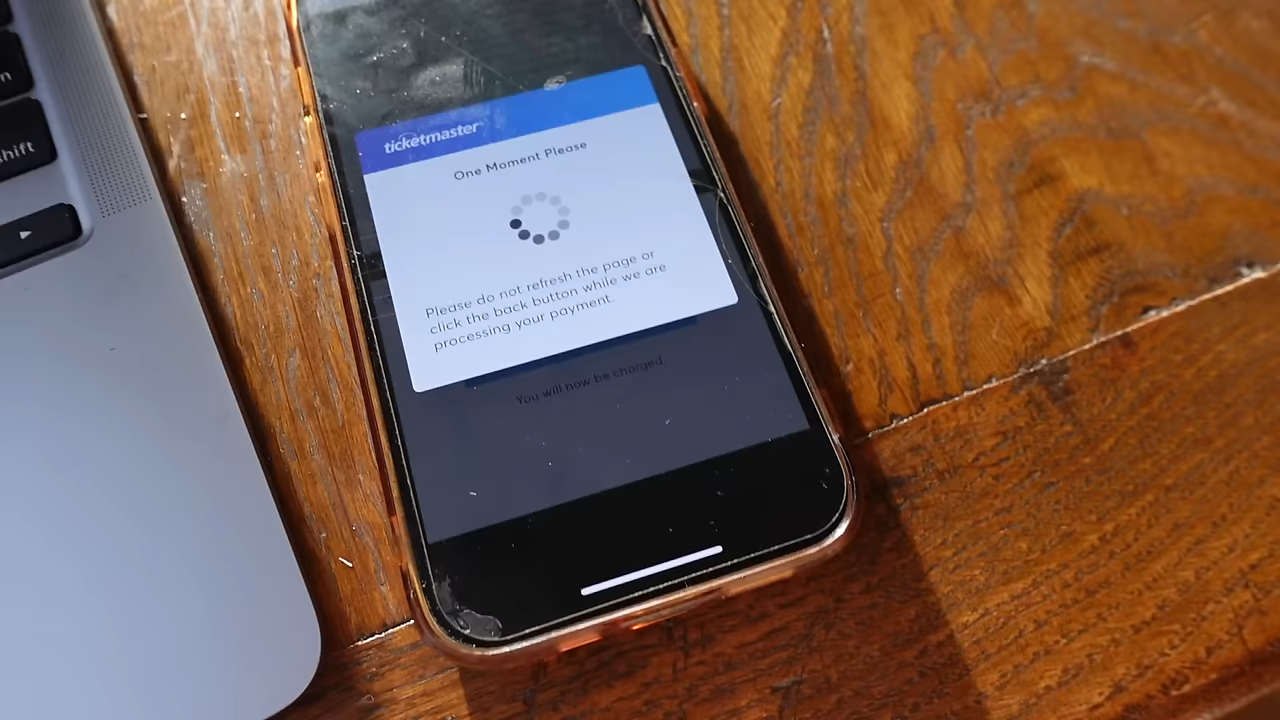 n
shift
ticketmaster
One Moment Please
Please do not refresh the page or
click the back button while we are
processing your payment.
You will now be charged